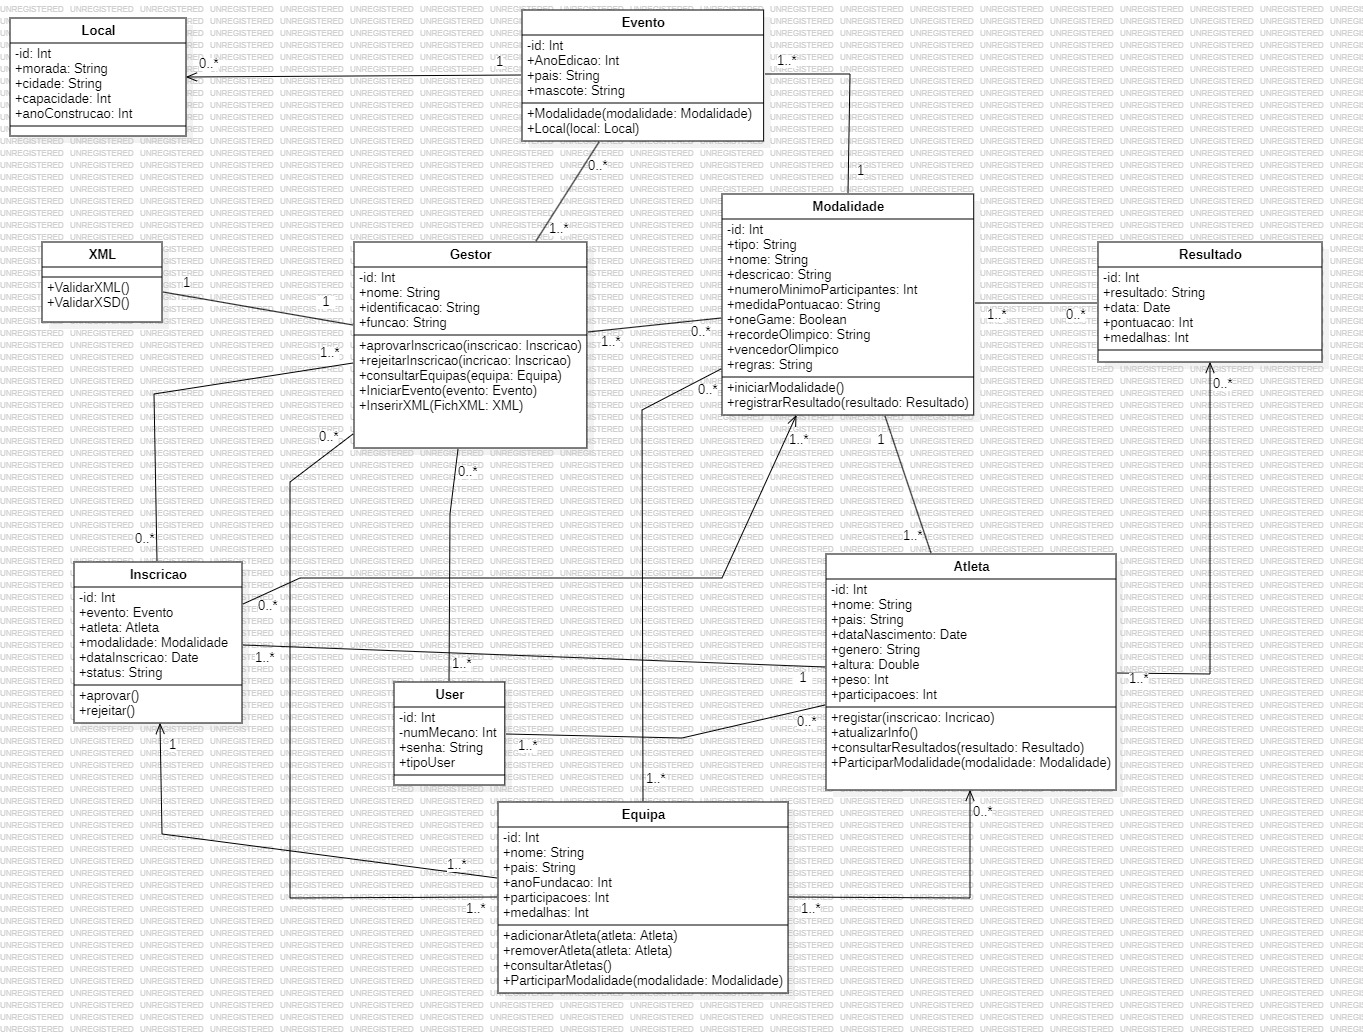 Local
-id: Int
+morada: String
+cidade: String
+capacidade: Int
+anoConstrucao: Int
0..*
1
Evento
-id: Int
+AnoEdicao: Int
+pais: String
+mascote: String
+Modalidade(modalidade: Modalidade)
+Local(local: Local)
1..*
1
0..*
1..*
XML
+ValidarXML()
+ValidarXSD()
1
1
Gestor
-id: Int
+nome: String
+identificacao: String
+funcao: String
+aprovarInscricao(inscricao: Inscricao)
+rejeitarInscricao(incricao: Inscricao)
+consultarEquipas(equipa: Equipa)
+IniciarEvento(evento: Evento)
+InserirXML(FichXML: XML)
1..*
0..*
0..*
1..*
0..*
Modalidade
-id: Int
+tipo: String
+nome: String
+descricao: String
+numeroMinimoParticipantes: Int
+medidaPontuacao: String
+oneGame: Boolean
+recordeOlimpico: String
+vencedorOlimpico
+regras: String
+iniciarModalidade()
+registrarResultado(resultado: Resultado)
0..*
1..*
1
1..*
0..*
Resultado
-id: Int
+resultado: String
+data: Date
+pontuacao: Int
+medalhas: Int
0..*
0..*
Inscricao
-id: Int
+evento: Evento
+atleta: Atleta
+modalidade: Modalidade
+dataInscricao: Date
+status: String
+aprovar()
+rejeitar()
0..*
1..*
1
1..*
User
-id: Int
-numMecano: Int
+senha: String
+tipoUser
1..*
1..*
Atleta
-id: Int
+nome: String
+pais: String
+dataNascimento: Date
+genero: String
+altura: Double
+peso: Int
+participacoes: Int
+registar(inscricao: Incricao)
+atualizarInfo()
+consultarResultados(resultado: Resultado)
+ParticiparModalidade(modalidade: Modalidade)
1
0..*
1..*
0..*
1..*
Equipa
-id: Int
+nome: String
+pais: String
+anoFundacao: Int
+participacoes: Int
+medalhas: Int
+adicionarAtleta(atleta: Atleta)
+removerAtleta(atleta: Atleta)
+consultarAtletas()
+ParticiparModalidade(modalidade: Modalidade)
1..*
1..*
1..*
UNREGISTERED